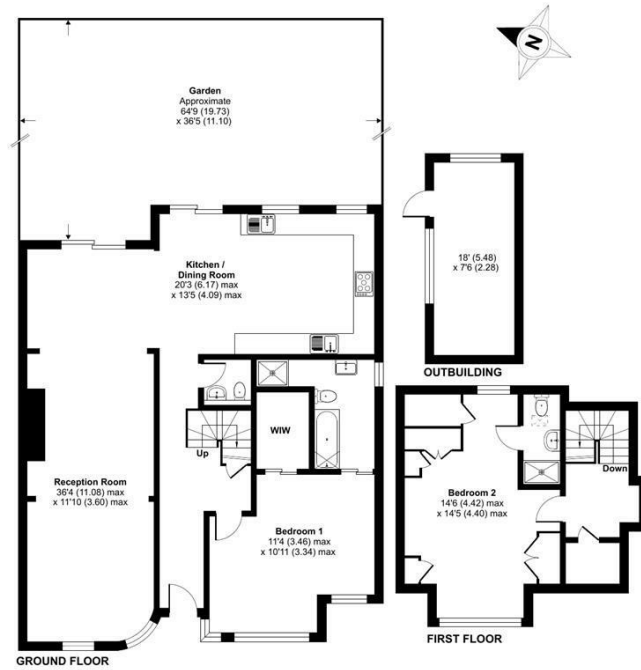 N
Garden
Approximate
64'9 (19.73)
x 36'5 (11.10)
Kitchen /
Dining Room
20'3 (6.17) max
x 13'5 (4.09) max
18' (5.48)
x 7'6 (2.28)
OUTBUILDING
Up
WIW
Reception Room
36'4 (11.08) max
x 11'10 (3.60) max
Bedroom 1
11'4 (3.46) max
x 10'11 (3.34) max
GROUND FLOOR
Down
Bedroom 2
14'6 (4.42) max
x 14'5 (4.40) max
FIRST FLOOR